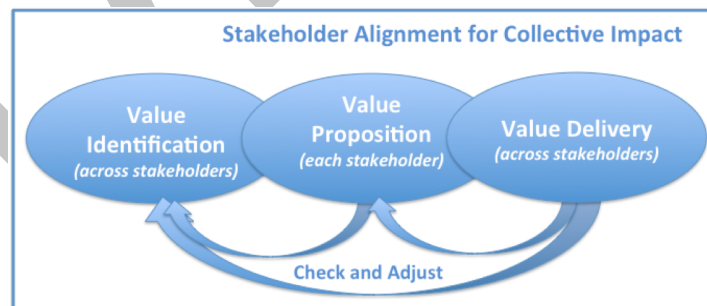 Stakeholder Alignment for Collective Impact
Value
Identification
(across stakeholders)
Value
Proposition
(each stakeholder)
Value Delivery
(across stakeholders)
Check and Adjust